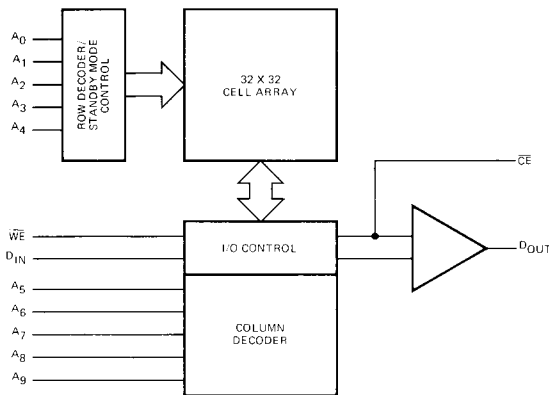 A0
A1
A2
A3
A4
ROW DECODER/
STANDBY MODE
CONTROL
32 X 32
CELL ARRAY
CE
WE
DIN
I/O CONTROL
DOUT
A5
A6
A7
A8
A9
COLUMN
DECODER